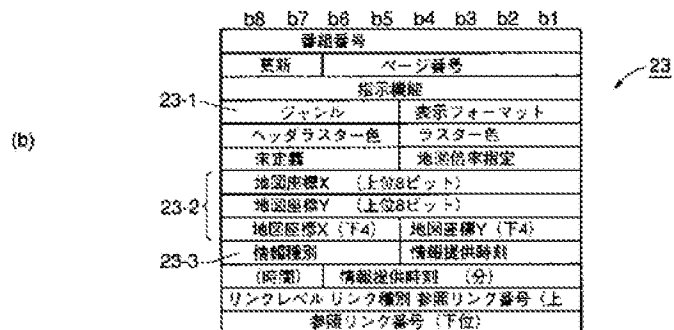 b8 b7 b6 b5 b4 b3 b2 b1
番組番号
更新 ページ番号
指示機能
23
23-1
ジャンル 表示フォーマット
(b)
ヘッダラスター色 ラスター色
未定義 地図倍率指定
地図座標X (上位8ビット)
23-2
地図座標Y (上位8ビット)
地図座標X (下4) 地図座標Y (下4)
23-3
情報種別 情報提供時刻
(時間) 情報提供時刻 (分)
リンクレベル リンク種別 参照リンク番号 (上
参照リンク番号 (下位)